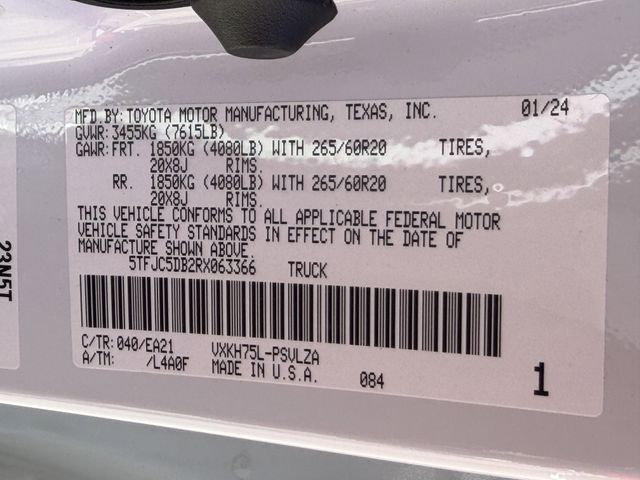 MFD. BY: TOYOTA MOTOR MANUFACTURING, TEXAS, INC. 01/24
GVWR: 3455KG (7615LB)
GAWR: FRT. 1850KG (4080LB) WITH 265/60R20 TIRES,
20X8J RIMS.
RR. 1850KG (4080LB) WITH 265/60R20 TIRES,
20X8J RIMS.
THIS VEHICLE CONFORMS TO ALL APPLICABLE FEDERAL MOTOR
VEHICLE SAFETY STANDARDS IN EFFECT ON THE DATE OF
MANUFACTURE SHOWN ABOVE.
5TFJC5DB2RX063366 TRUCK
C/TR: 040/EA21 VXKH75L-PSVLZA
A/TM: /L4A0F MADE IN U.S.A. 084 1
23N5T